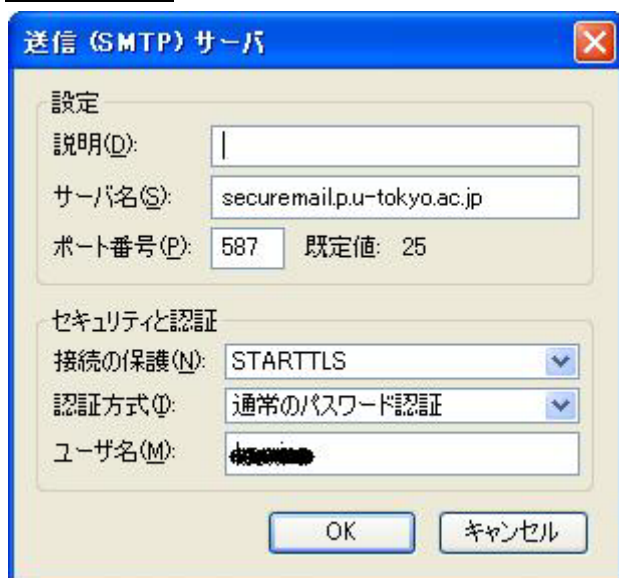 送信 (SMTP) サーバ
設定
説明(D):
サーバ名(S): securemail.p.u-tokyo.ac.jp
ポート番号(P): 587 既定値: 25
セキュリティと認証
接続の保護(N): STARTTLS
認証方式(I): 通常のパスワード認証
ユーザ名(M):
OK キャンセル